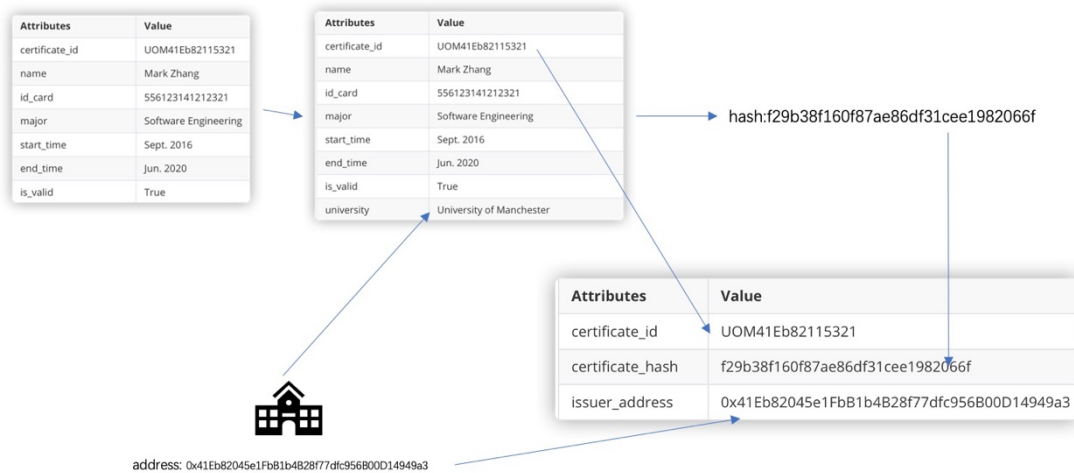 Attributes Value
certificate_id UOM41Eb82115321
name Mark Zhang
id_card 556123141212321
major Software Engineering
start_time Sept. 2016
end_time Jun. 2020
is_valid True
Attributes Value
certificate_id UOM41Eb82115321
name Mark Zhang
id_card 556123141212321
major Software Engineering
start_time Sept. 2016
end_time Jun. 2020
is_valid True
university University of Manchester
hash:f29b38f160f87ae86df31cee1982066f
Attributes Value
certificate_id UOM41Eb82115321
certificate_hash f29b38f160f87ae86df31cee1982066f
issuer_address 0x41Eb82045e1FbB1b4B28f77dfc956B00D14949a3
address: 0x41Eb82045e1FbB1b4B28f77dfc956B00D14949a3